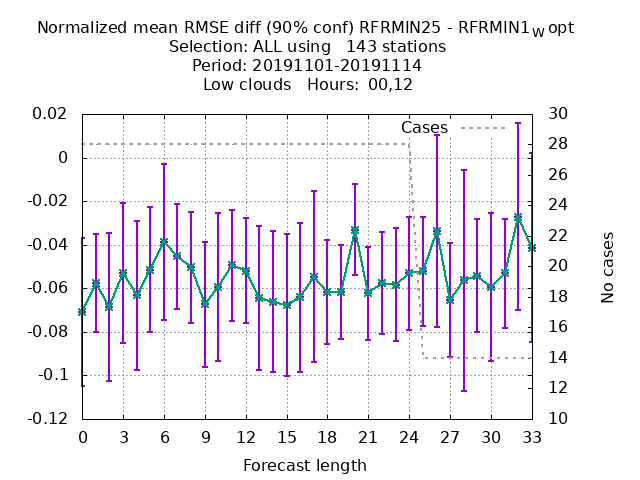 Normalized mean RMSE diff (90% conf) RFRMIN25 - RFRMIN1w opt
Selection: ALL using   143 stations
Period: 20191101-20191114
Low clouds   Hours:  00,12
Cases
0.02
0
-0.02
-0.04
-0.06
-0.08
-0.1
-0.12
30
28
26
24
22
20
18
16
14
12
10
No cases
0 3 6 9 12 15 18 21 24 27 30 33
Forecast length